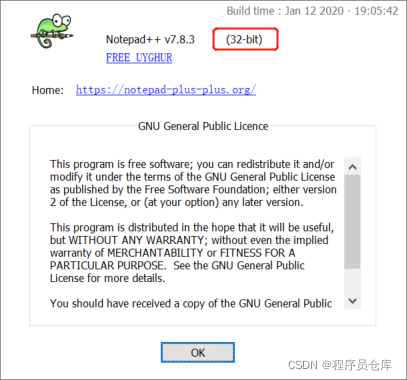 Build time : Jan 12 2020 - 19:05:42
Notepad++ v7.8.3 (32-bit)
FREE UYGHUR
Home: https://notepad-plus-plus.org/
GNU General Public Licence
This program is free software; you can redistribute it and/or
modify it under the terms of the GNU General Public License
as published by the Free Software Foundation; either version
2 of the License, or (at your option) any later version.
This program is distributed in the hope that it will be useful,
but WITHOUT ANY WARRANTY; without even the implied
warranty of MERCHANTABILITY or FITNESS FOR A
PARTICULAR PURPOSE. See the GNU General Public
License for more details.
You should have received a copy of the GNU General Public
OK
CSDN @程序员仓库